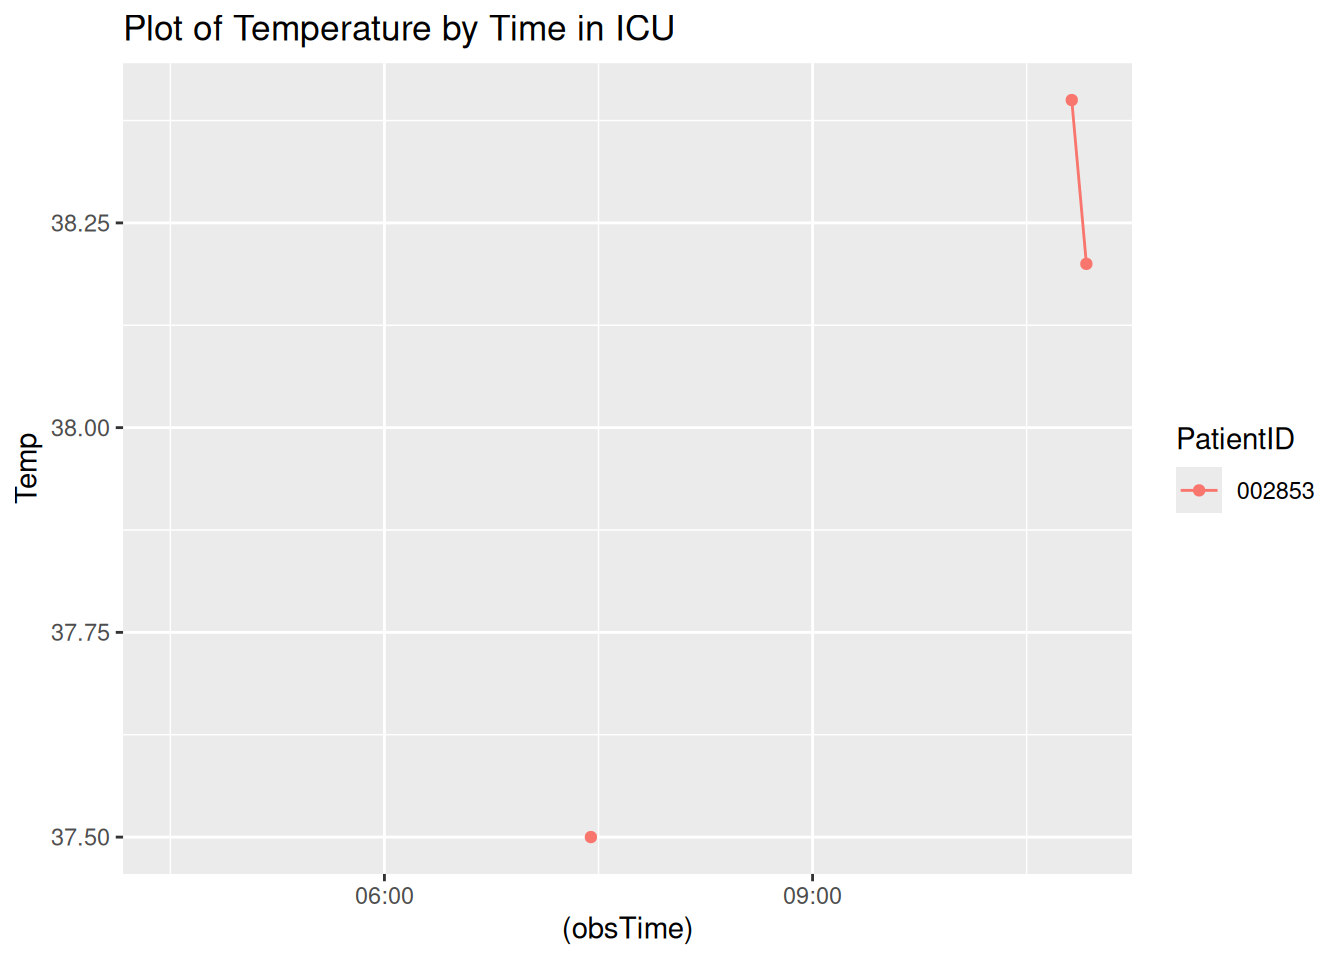 Plot of Temperature by Time in ICU
38.25
38.00
37.75
37.50
Temp
06:00
09:00
(obsTime)
PatientID
002853